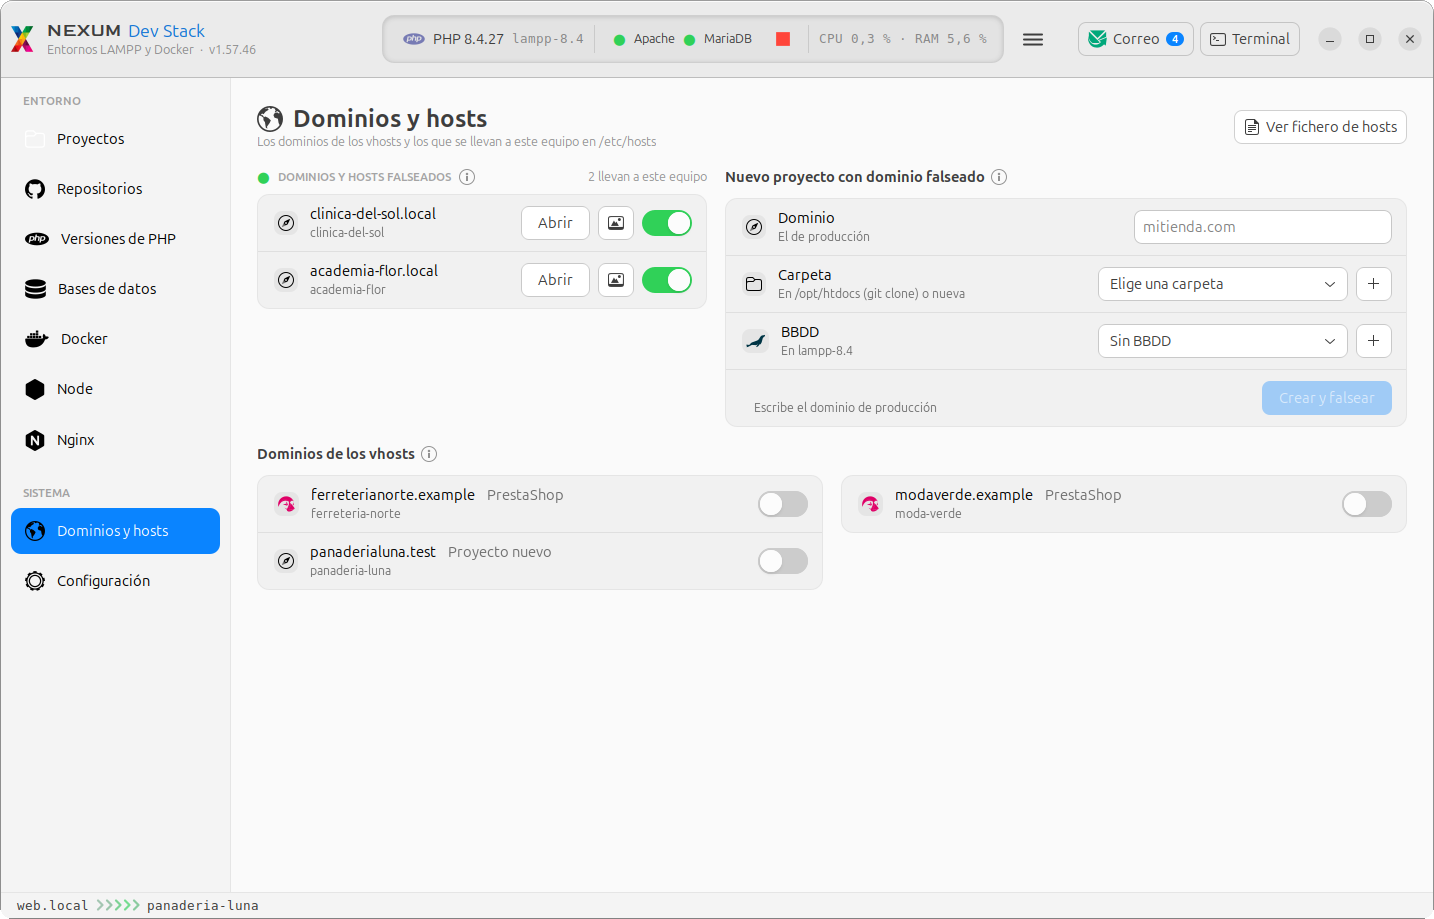 NEXUM Dev Stack
Entornos LAMPP y Docker · v1.57.46
php PHP 8.4.27 lampp-8.4
Apache MariaDB
CPU 0,3 % · RAM 5,6 %
Correo 4
Terminal
ENTORNO
Proyectos
Repositorios
php Versiones de PHP
Bases de datos
Docker
Node
N Nginx
SISTEMA
Dominios y hosts
Configuración
Dominios y hosts
Los dominios de los vhosts y los que se llevan a este equipo en /etc/hosts
Ver fichero de hosts
DOMINIOS Y HOSTS FALSEADOS
2 llevan a este equipo
clinica-del-sol.local
clinica-del-sol
Abrir
academia-flor.local
academia-flor
Abrir
Nuevo proyecto con dominio falseado
Dominio
El de producción
mitienda.com
Carpeta
En /opt/htdocs (git clone) o nueva
Elige una carpeta
BBDD
En lampp-8.4
Sin BBDD
Escribe el dominio de producción
Crear y falsear
Dominios de los vhosts
ferreterianorte.example PrestaShop
ferreteria-norte
panaderialuna.test Proyecto nuevo
panaderia-luna
modaverde.example PrestaShop
moda-verde
web.local >>>>> panaderia-luna